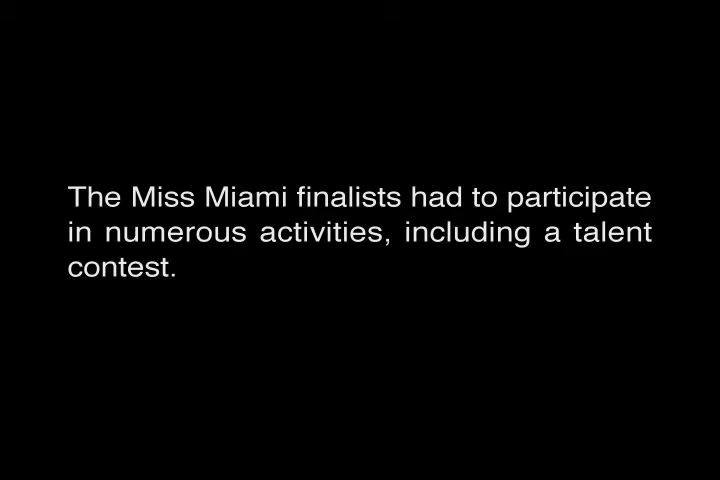 The Miss Miami finalists had to participate
in numerous activities, including a talent
contest.